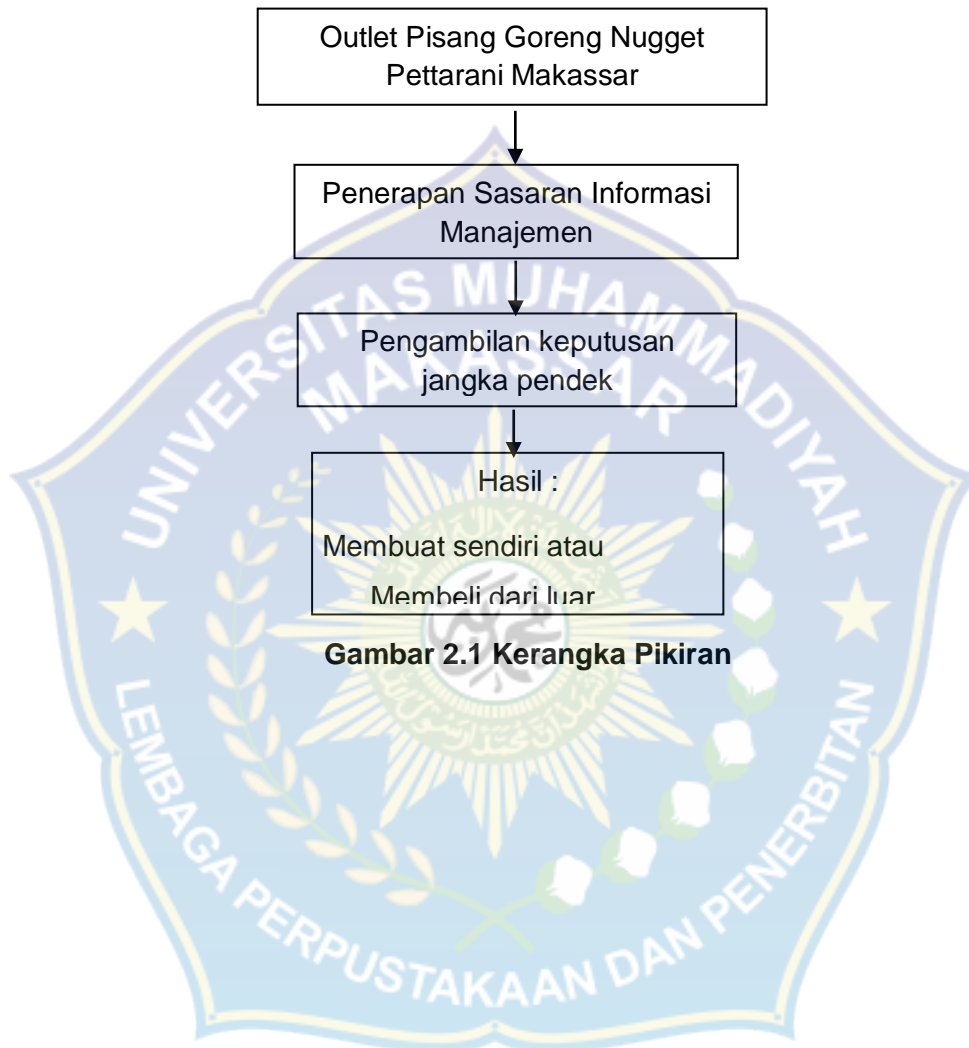 Outlet Pisang Goreng Nugget
Pettarani Makassar
Penerapan Sasaran Informasi
Manajemen
Pengambilan keputusan
jangka pendek
Hasil :
Membuat sendiri atau
Membeli dari luar
Gambar 2.1 Kerangka Pikiran
UNIVERSITAS MUHAMMADIYAH
MAKASSAR
LEMBAGA PERPUSTAKAAN DAN PENERBITAN